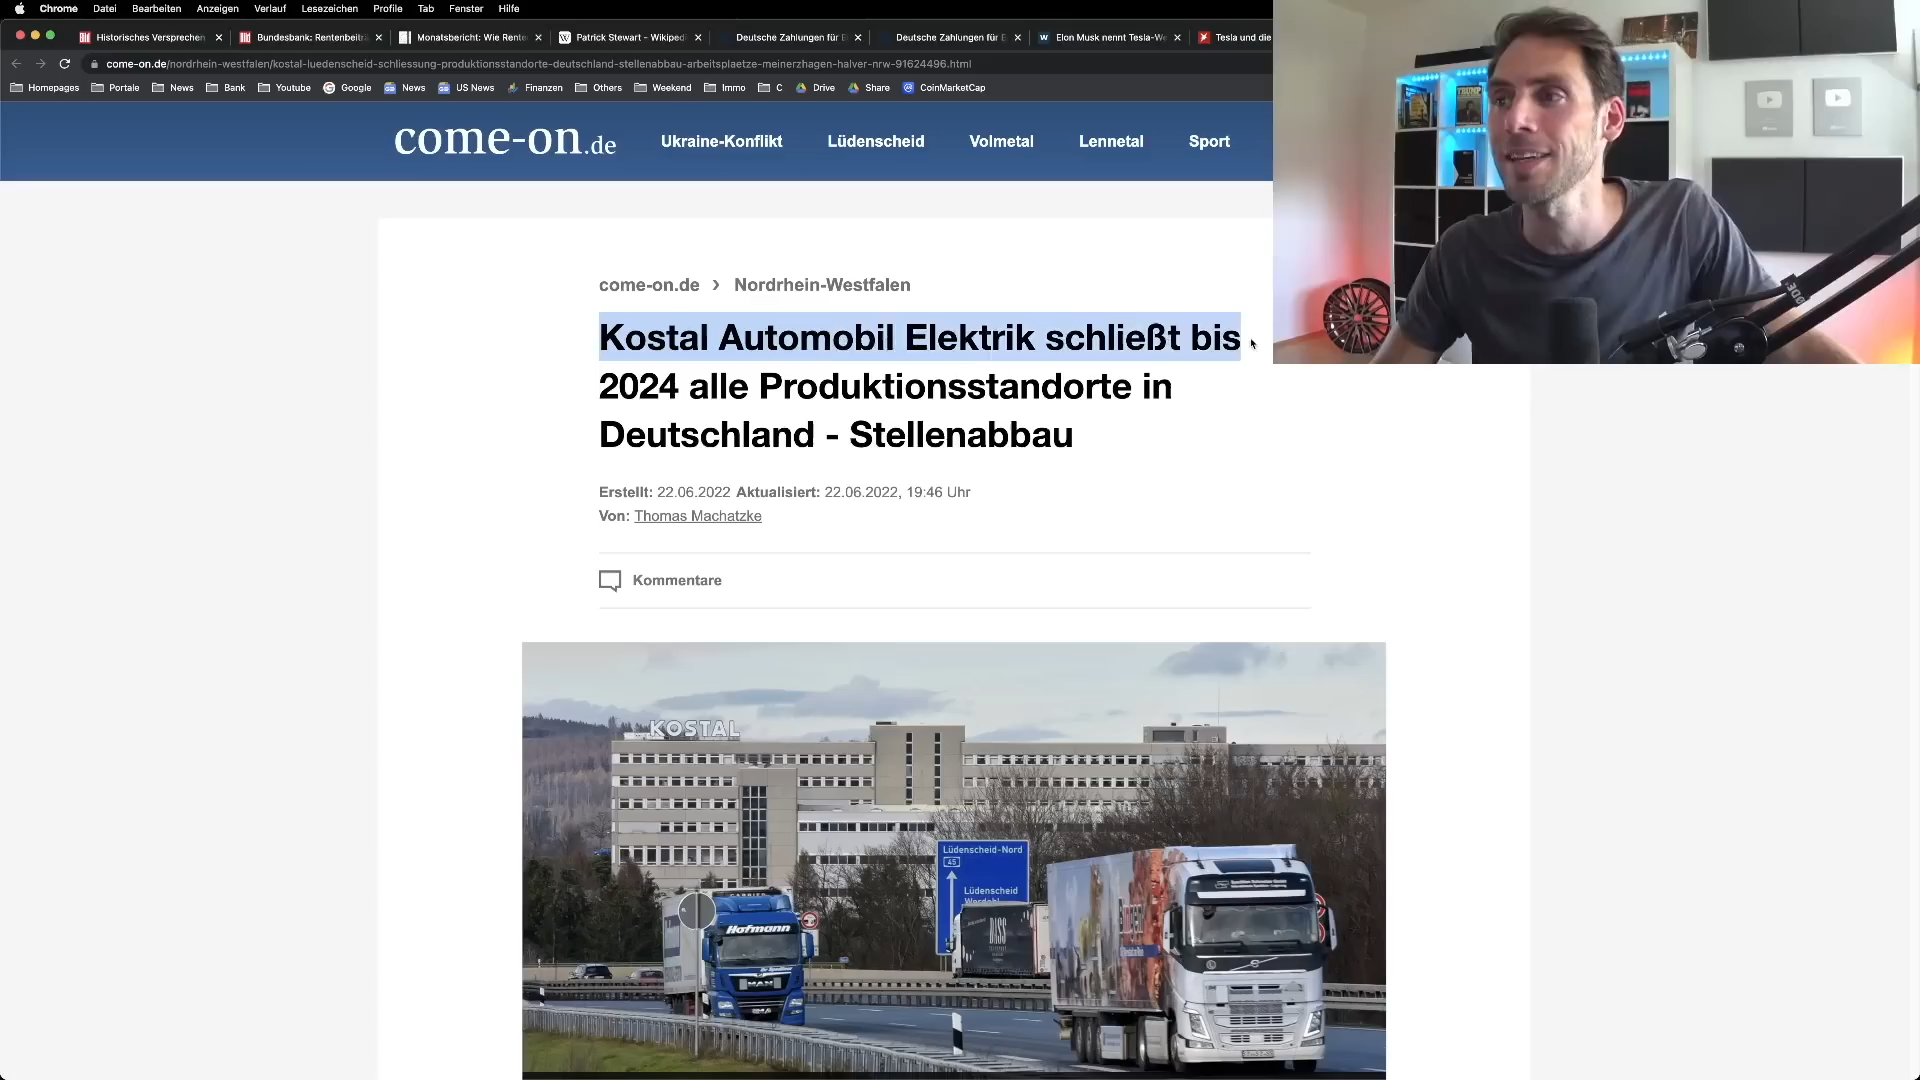 Chrome Datei Bearbeiten Anzeigen Verlauf Lesezeichen Profile Tab Fenster Hilfe
Historisches Versprechen Bundesbank: Rentenbeitr Monatsbericht: Wie Rente Patrick Stewart - Wikiped Deutsche Zahlungen für E Deutsche Zahlungen für E Elon Musk nennt Tesla-We Tesla und die
come-on.de/nordrhein-westfalen/kostal-luedenscheid-schliessung-produktionsstandorte-deutschland-stellenabbau-arbeitsplaetze-meinerzhagen-halver-nrw-91624496.html
Homepages Portale News Bank Youtube Google News US News Finanzen Others Weekend Immo C Drive Share CoinMarketCap
come-on.de Ukraine-Konflikt Lüdenscheid Volmetal Lennetal Sport
TRUMP
RØDE
come-on.de › Nordrhein-Westfalen
Kostal Automobil Elektrik schließt bis
2024 alle Produktionsstandorte in
Deutschland - Stellenabbau
Erstellt: 22.06.2022 Aktualisiert: 22.06.2022, 19:46 Uhr
Von: Thomas Machatzke
Kommentare
KOSTAL
Lüdenscheid-Nord
45
Lüdenscheid
Werdohl
Hofmann
MAN
BASS